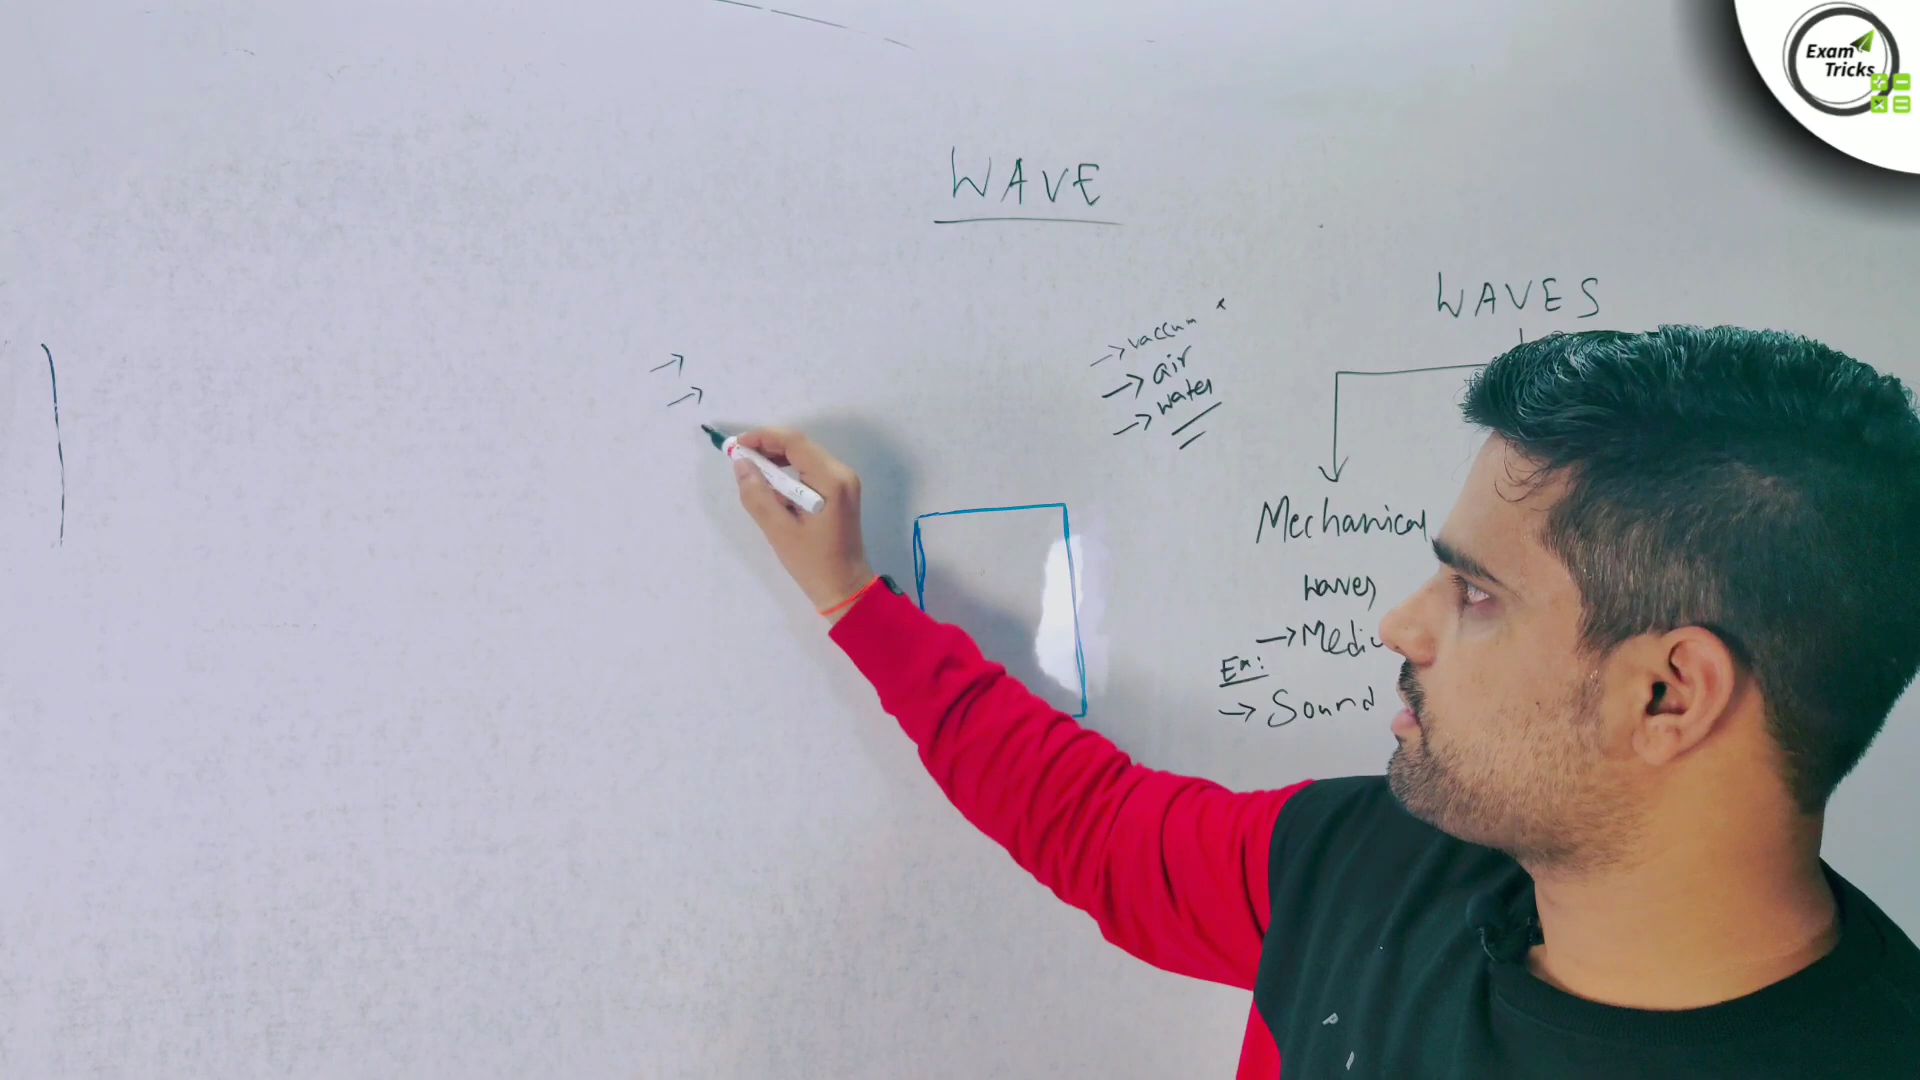 Exam
Tricks
WAVE
WAVES
→ vaccum ×
→ air
→ water
Mechanical
waves
Ex:
→ Sound